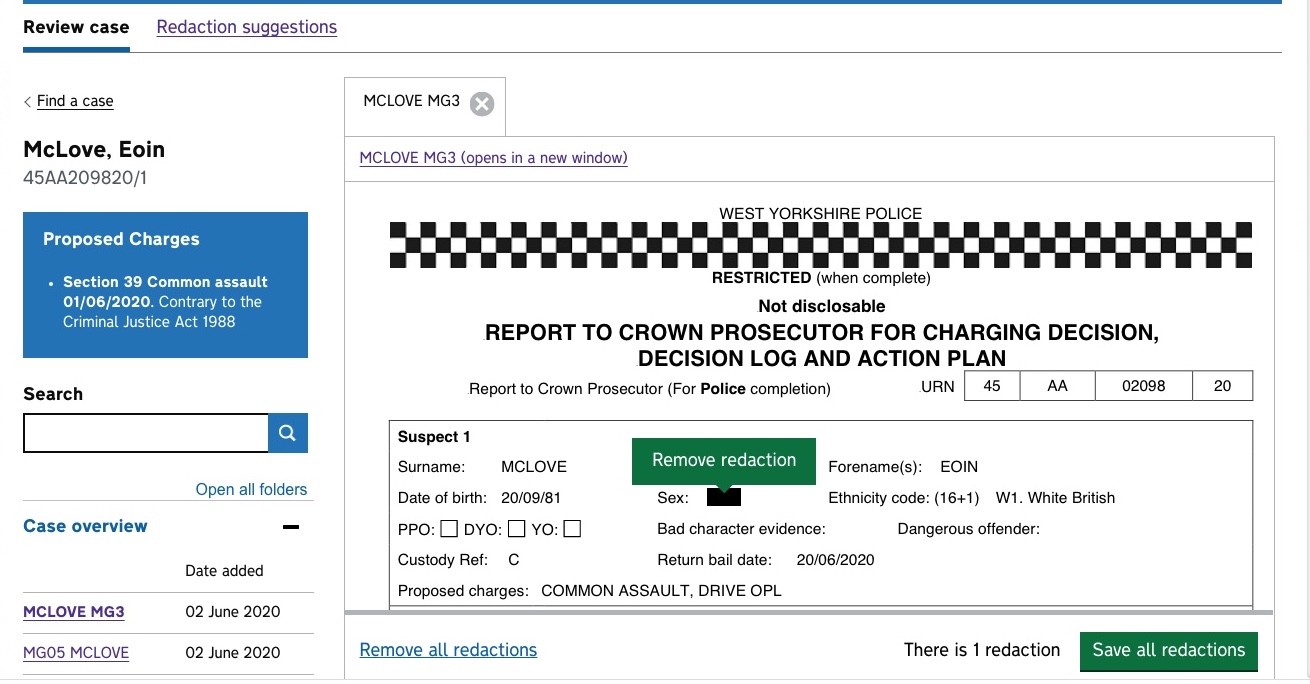 Review case
Redaction suggestions
Find a case
McLove, Eoin
45AA209820/1
Proposed Charges
• Section 39 Common assault
01/06/2020. Contrary to the
Criminal Justice Act 1988
Search
Open all folders
Case overview
Date added
MCLOVE MG3 02 June 2020
MG05 MCLOVE 02 June 2020
MCLOVE MG3
MCLOVE MG3 (opens in a new window)
WEST YORKSHIRE POLICE
RESTRICTED (when complete)
Not disclosable
REPORT TO CROWN PROSECUTOR FOR CHARGING DECISION,
DECISION LOG AND ACTION PLAN
Report to Crown Prosecutor (For Police completion) URN 45 AA 02098 20
Suspect 1
Remove redaction
Surname: MCLOVE Forename(s): EOIN
Date of birth: 20/09/81 Sex: Ethnicity code: (16+1) W1. White British
PPO: DYO: YO: Bad character evidence: Dangerous offender:
Custody Ref: C Return bail date: 20/06/2020
Proposed charges: COMMON ASSAULT, DRIVE OPL
Remove all redactions
There is 1 redaction
Save all redactions